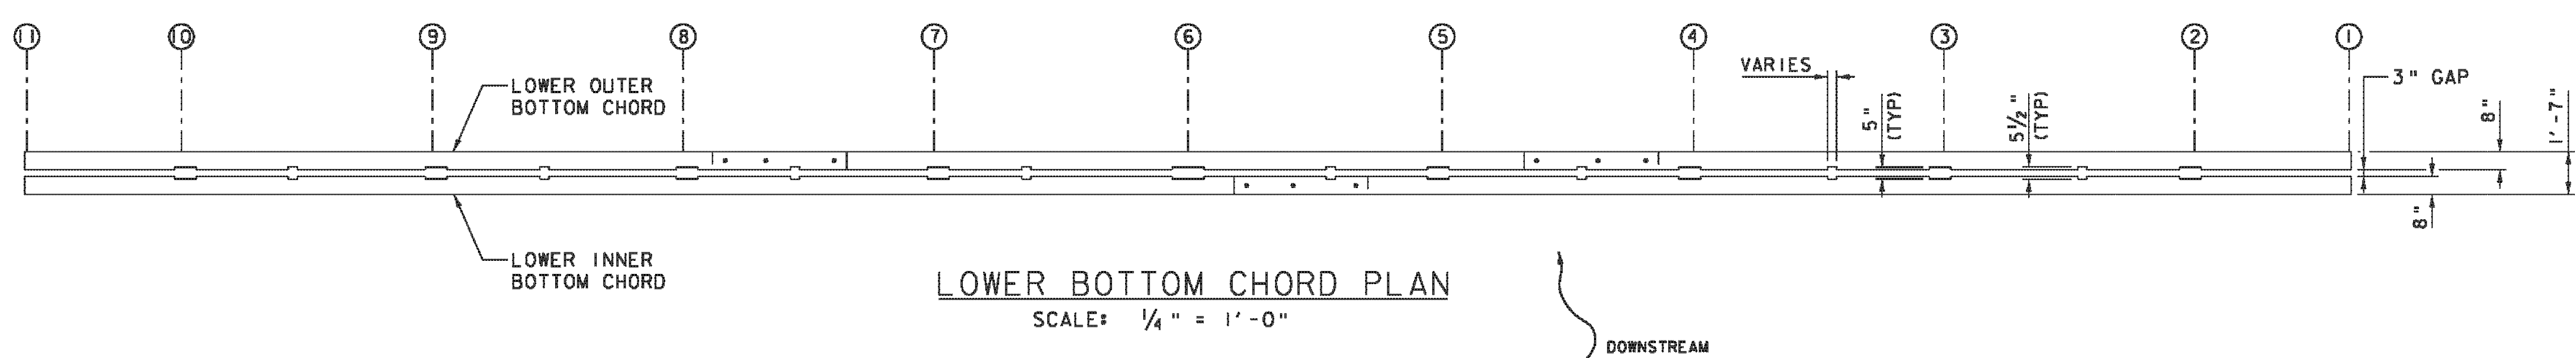 11 10 9 8 7 6 5 4 3 2 1
VARIES
3" GAP
LOWER OUTER
BOTTOM CHORD
5"
(TYP)
5½"
(TYP)
8"
1'-7"
8"
LOWER INNER
BOTTOM CHORD
LOWER BOTTOM CHORD PLAN
SCALE: ¼" = 1'-0"
DOWNSTREAM